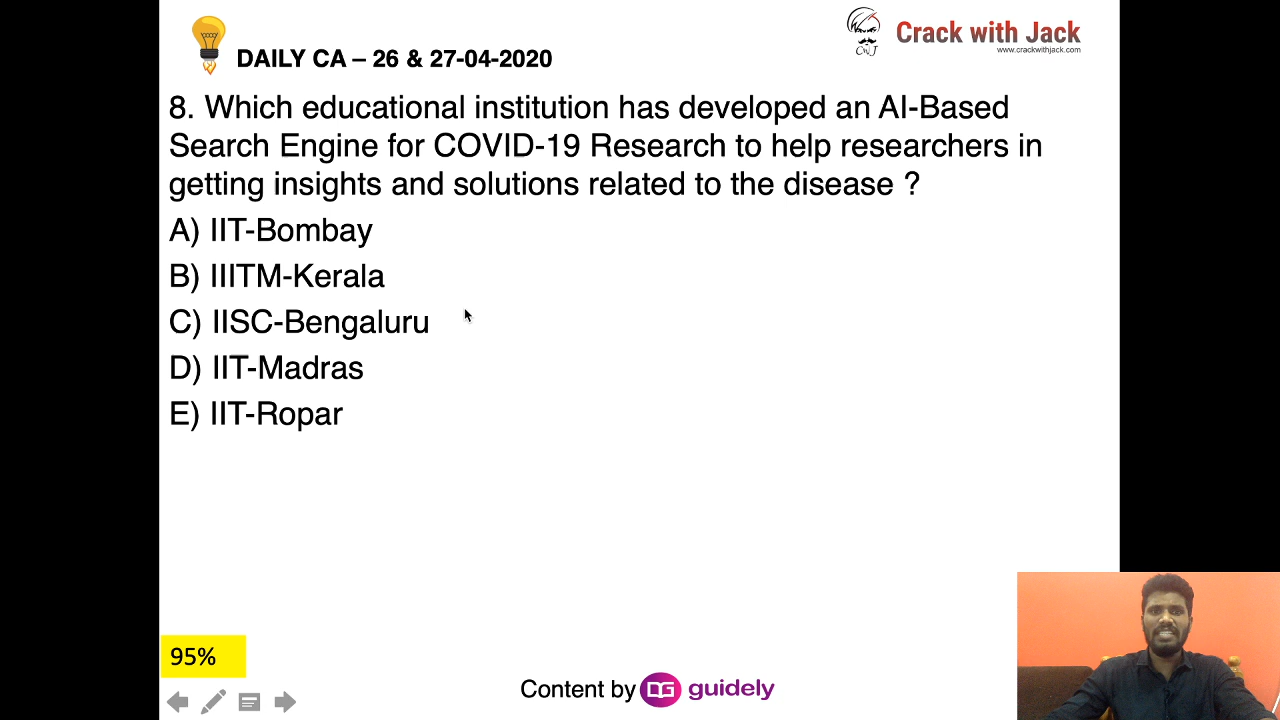 Crack with Jack
www.crackwithjack.com
CwJ
DAILY CA – 26 & 27-04-2020
8. Which educational institution has developed an AI-Based
Search Engine for COVID-19 Research to help researchers in
getting insights and solutions related to the disease ?
A) IIT-Bombay
B) IIITM-Kerala
C) IISC-Bengaluru
D) IIT-Madras
E) IIT-Ropar
95%
Content by guidely